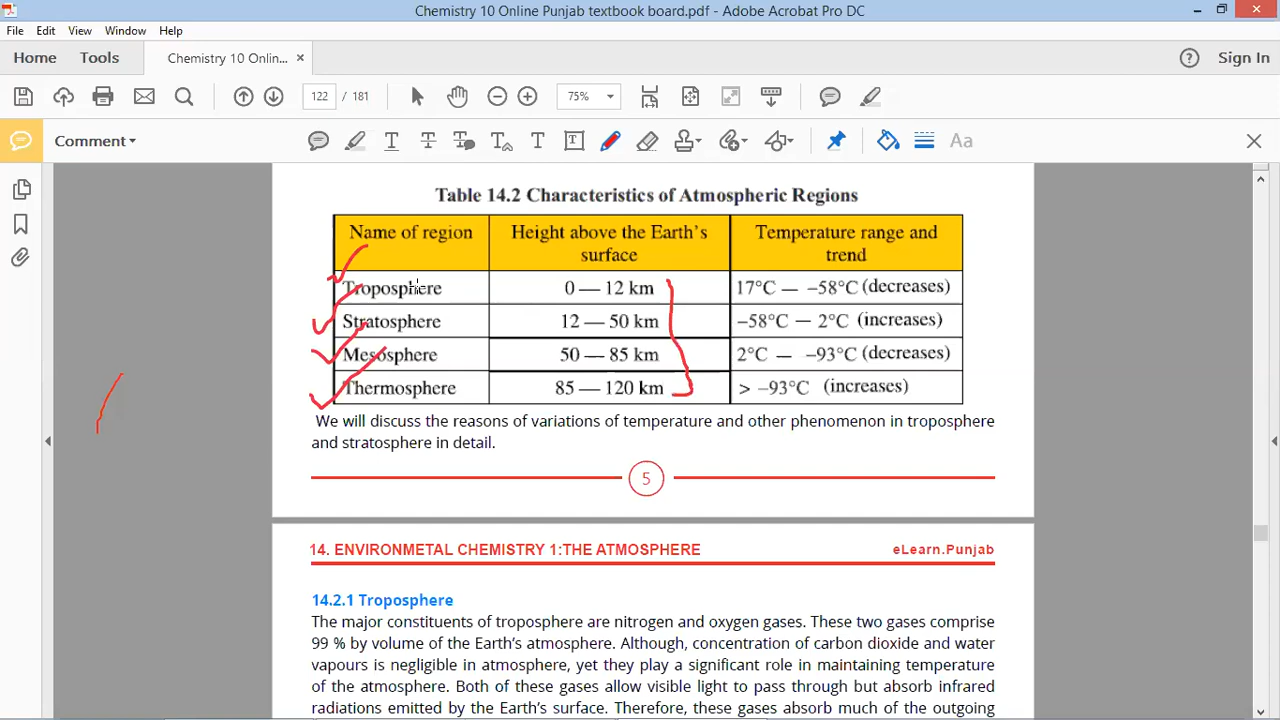 Chemistry 10 Online Punjab textbook board.pdf - Adobe Acrobat Pro DC
File Edit View Window Help
Home Tools Chemistry 10 Onlin... × Sign In
122 / 181 75%
Comment
Table 14.2 Characteristics of Atmospheric Regions
Name of region Height above the Earth's surface Temperature range and trend
Troposphere 0 — 12 km 17°C — –58°C (decreases)
Stratosphere 12 — 50 km –58°C — 2°C (increases)
Mesosphere 50 – 85 km 2°C — –93°C (decreases)
Thermosphere 85 — 120 km > –93°C (increases)
We will discuss the reasons of variations of temperature and other phenomenon in troposphere
and stratosphere in detail.
5
14. ENVIRONMETAL CHEMISTRY 1:THE ATMOSPHERE eLearn.Punjab
14.2.1 Troposphere
The major constituents of troposphere are nitrogen and oxygen gases. These two gases comprise
99 % by volume of the Earth's atmosphere. Although, concentration of carbon dioxide and water
vapours is negligible in atmosphere, yet they play a significant role in maintaining temperature
of the atmosphere. Both of these gases allow visible light to pass through but absorb infrared
radiations emitted by the Earth's surface. Therefore, these gases absorb much of the outgoing